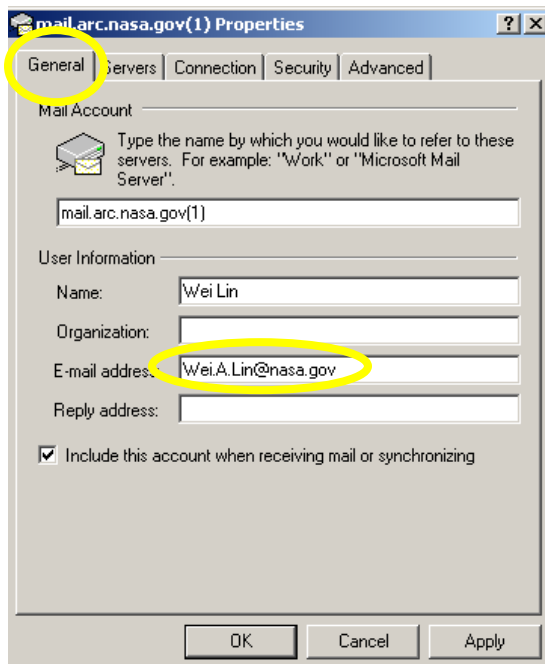 mail.arc.nasa.gov(1) Properties
General Servers Connection Security Advanced
Mail Account
Type the name by which you would like to refer to these
servers. For example: "Work" or "Microsoft Mail
Server".
mail.arc.nasa.gov(1)
User Information
Name: Wei Lin
Organization:
E-mail address: Wei.A.Lin@nasa.gov
Reply address:
Include this account when receiving mail or synchronizing
OK Cancel Apply